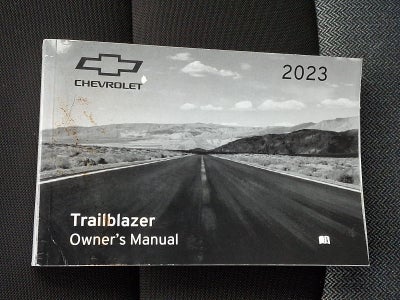 CHEVROLET
2023
Trailblazer
Owner's Manual